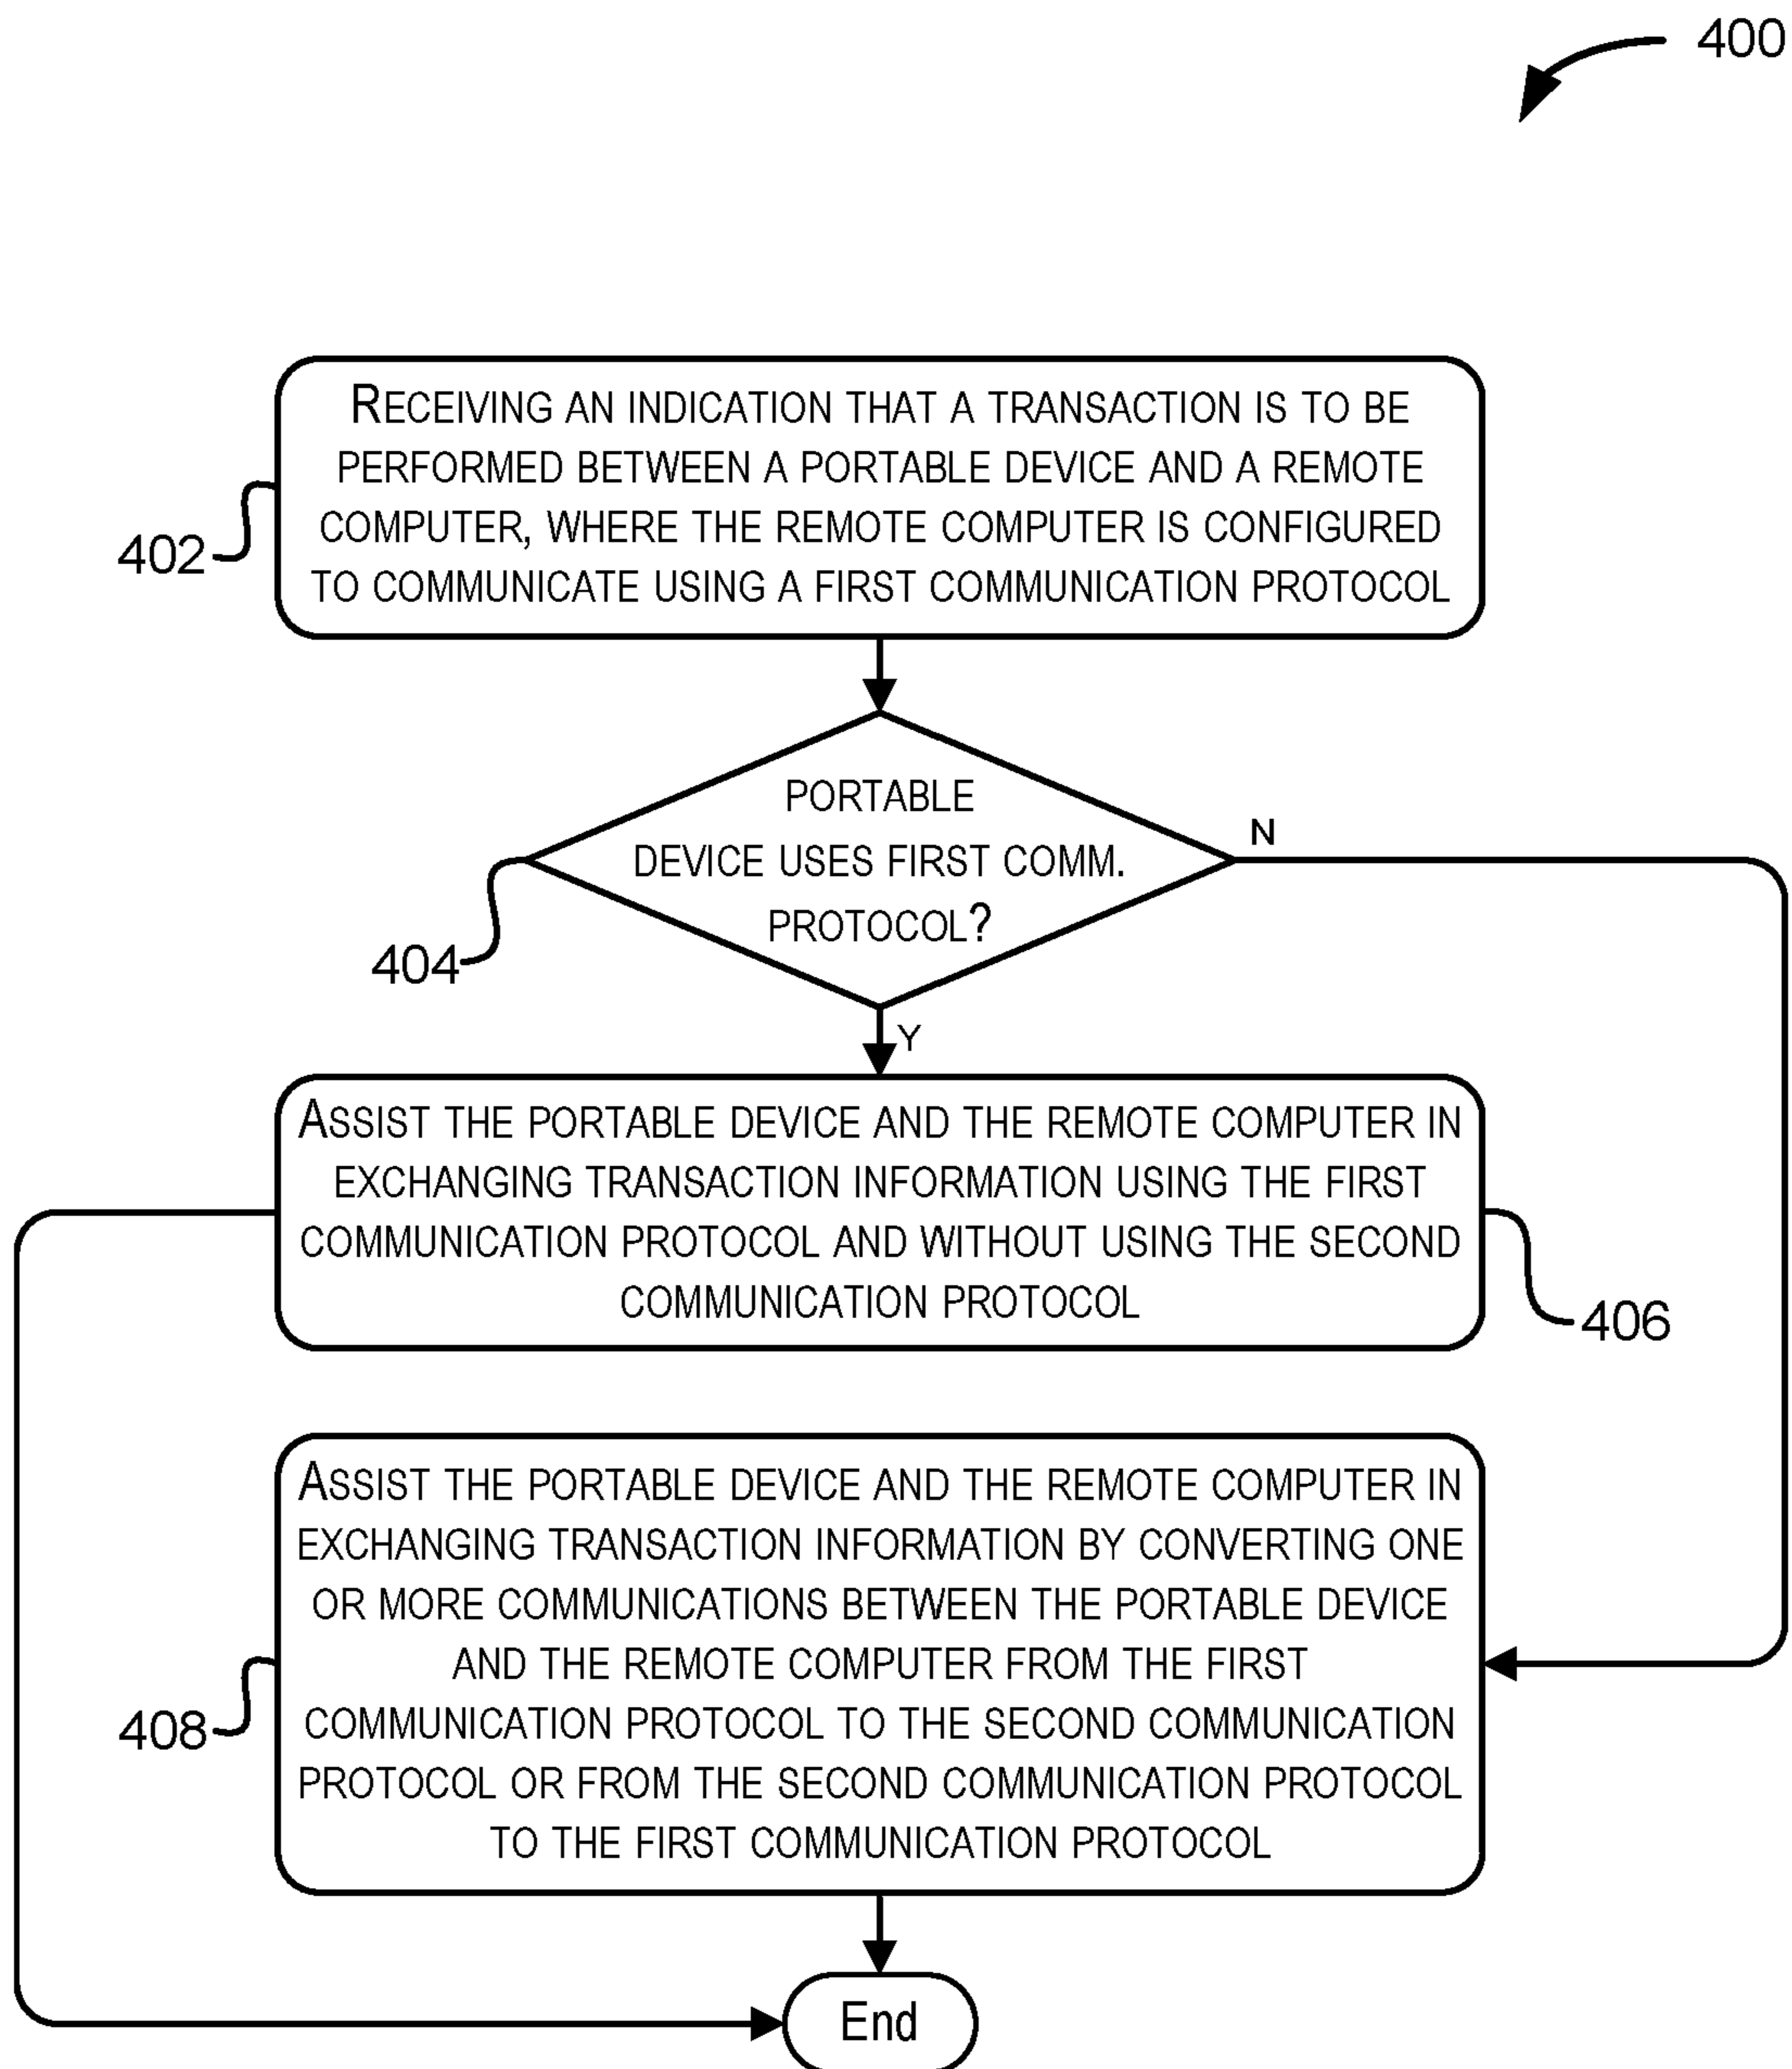 400
RECEIVING AN INDICATION THAT A TRANSACTION IS TO BE
PERFORMED BETWEEN A PORTABLE DEVICE AND A REMOTE
COMPUTER, WHERE THE REMOTE COMPUTER IS CONFIGURED
TO COMMUNICATE USING A FIRST COMMUNICATION PROTOCOL
402
PORTABLE
DEVICE USES FIRST COMM.
PROTOCOL?
N
404
Y
ASSIST THE PORTABLE DEVICE AND THE REMOTE COMPUTER IN
EXCHANGING TRANSACTION INFORMATION USING THE FIRST
COMMUNICATION PROTOCOL AND WITHOUT USING THE SECOND
COMMUNICATION PROTOCOL
406
ASSIST THE PORTABLE DEVICE AND THE REMOTE COMPUTER IN
EXCHANGING TRANSACTION INFORMATION BY CONVERTING ONE
OR MORE COMMUNICATIONS BETWEEN THE PORTABLE DEVICE
AND THE REMOTE COMPUTER FROM THE FIRST
COMMUNICATION PROTOCOL TO THE SECOND COMMUNICATION
PROTOCOL OR FROM THE SECOND COMMUNICATION PROTOCOL
TO THE FIRST COMMUNICATION PROTOCOL
408
End